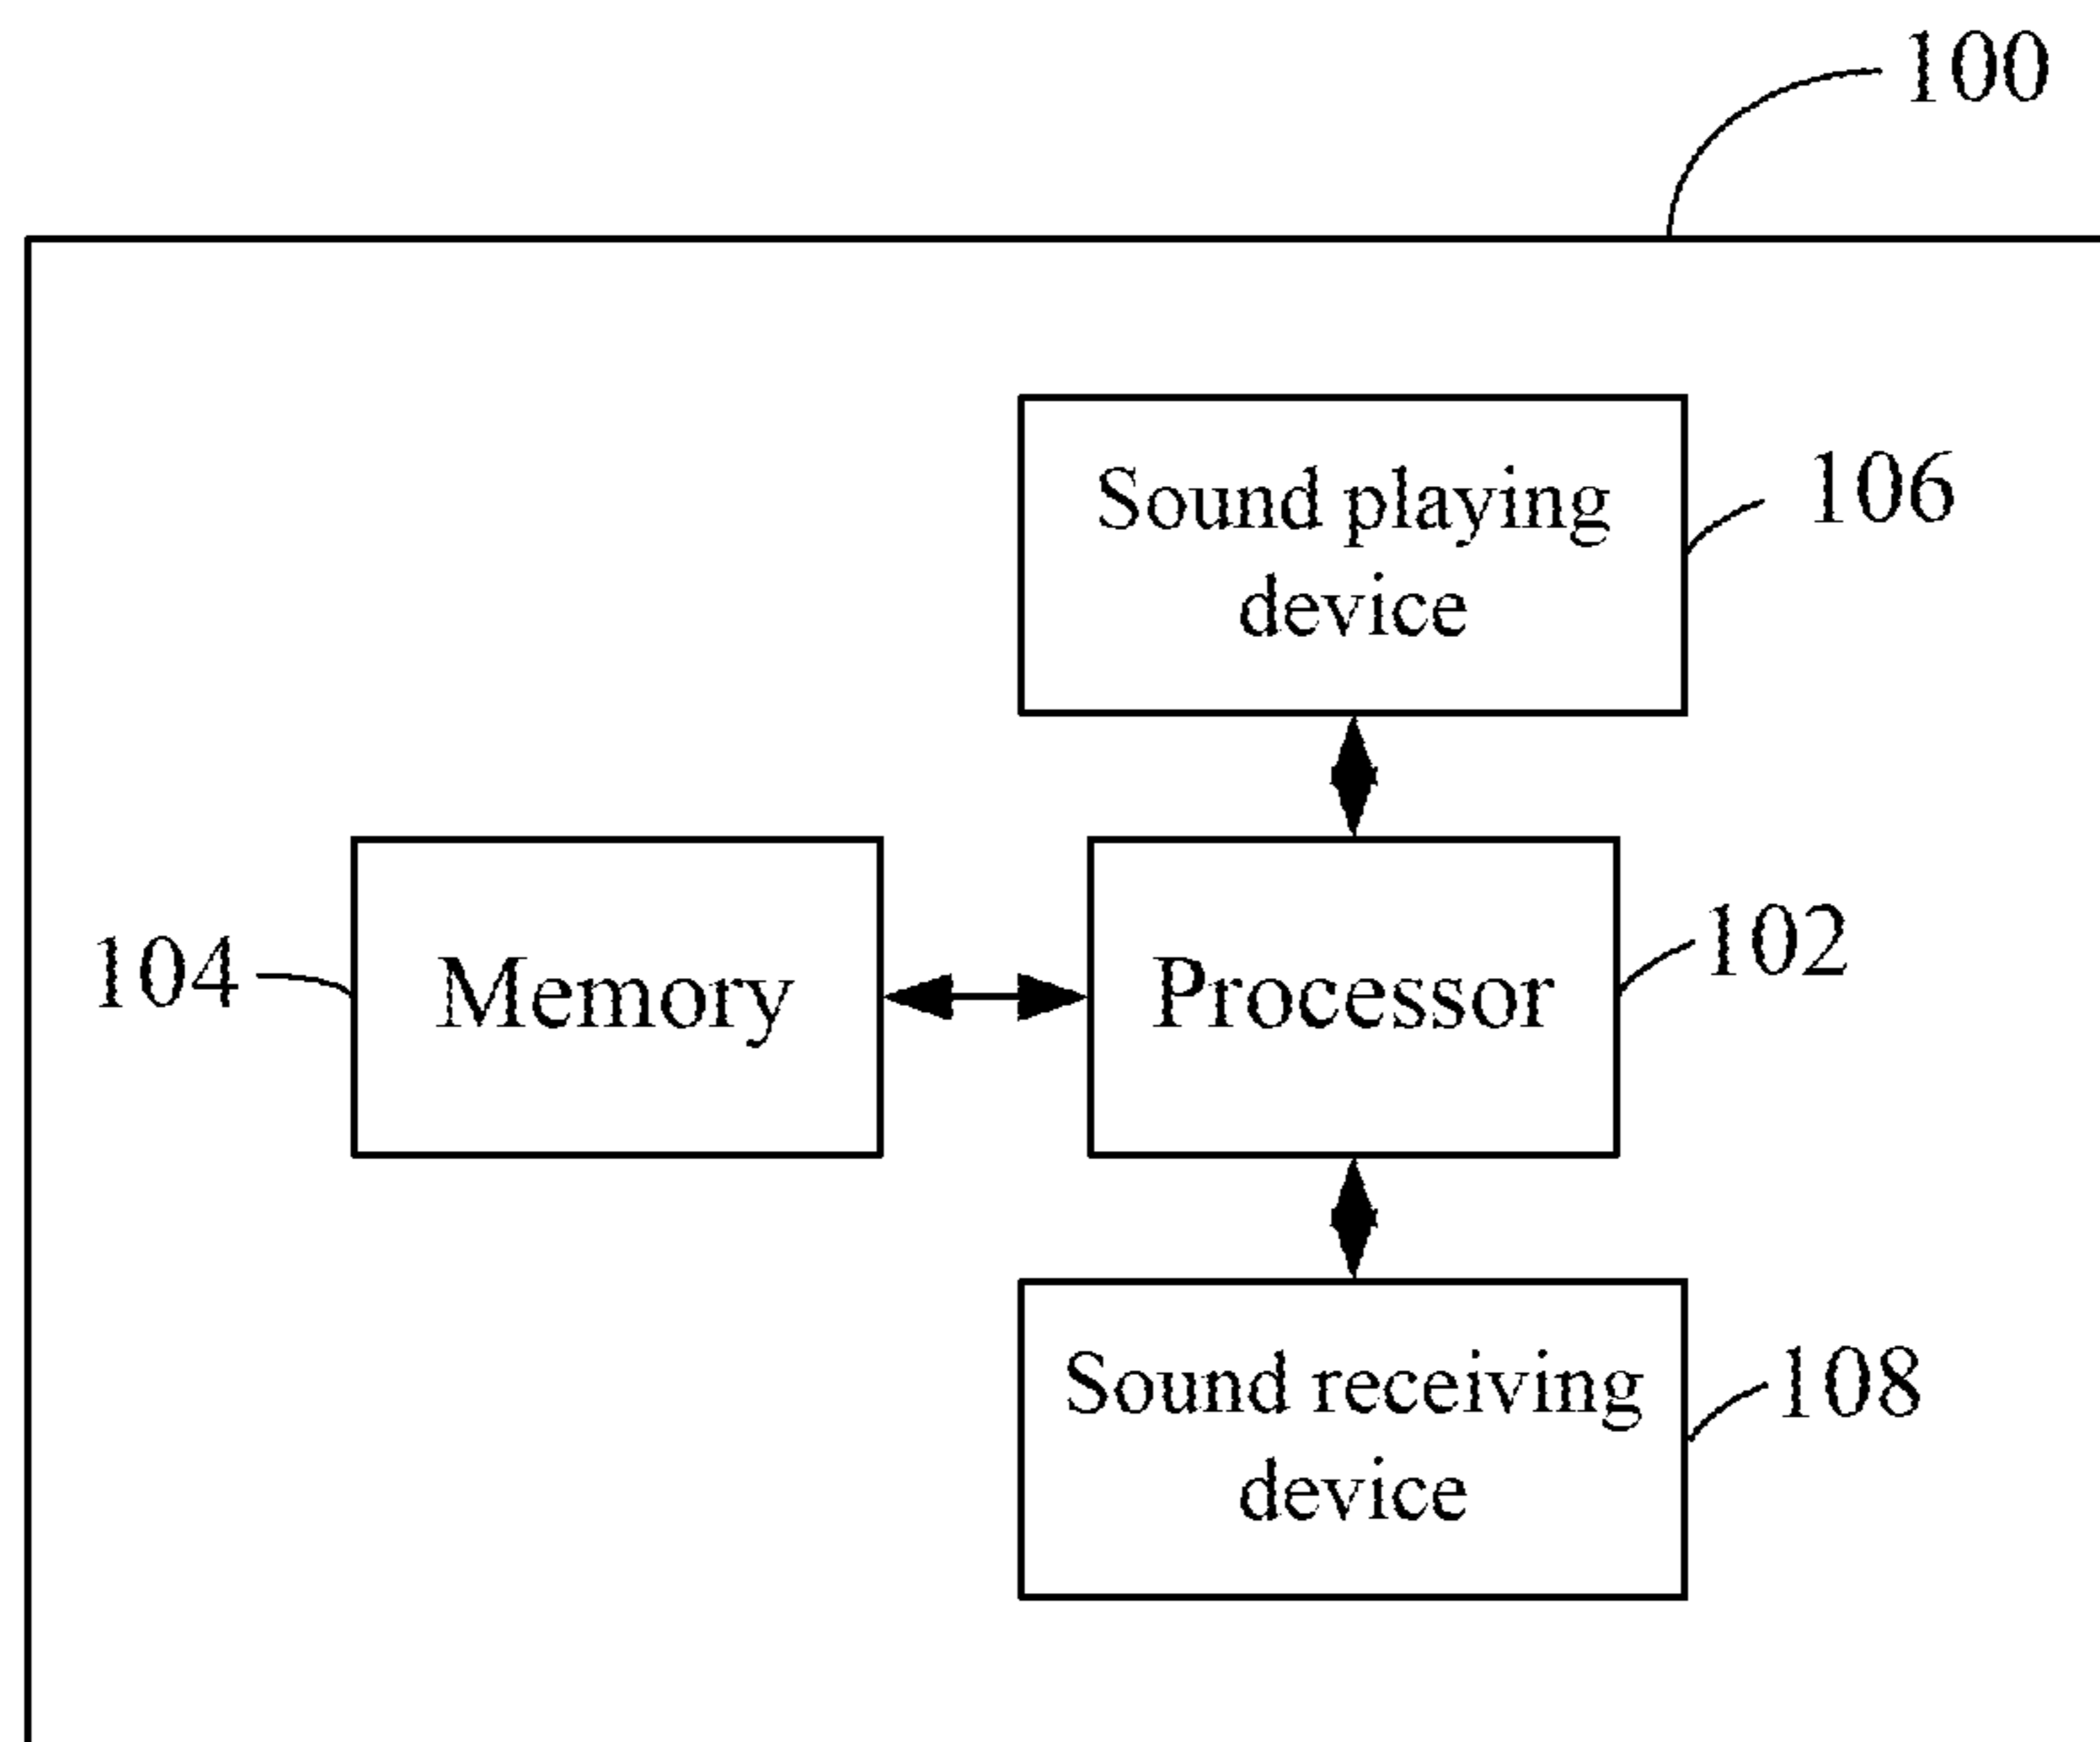 100
Sound playing
device
106
104
Memory
Processor
102
Sound receiving
device
108